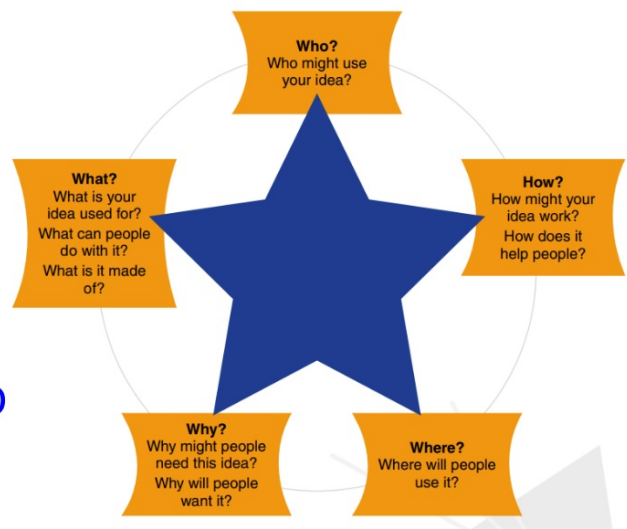 Who?
Who might use
your idea?
What?
What is your
idea used for?
What can people
do with it?
What is it made
of?
How?
How might your
idea work?
How does it
help people?
Why?
Why might people
need this idea?
Why will people
want it?
Where?
Where will people
use it?